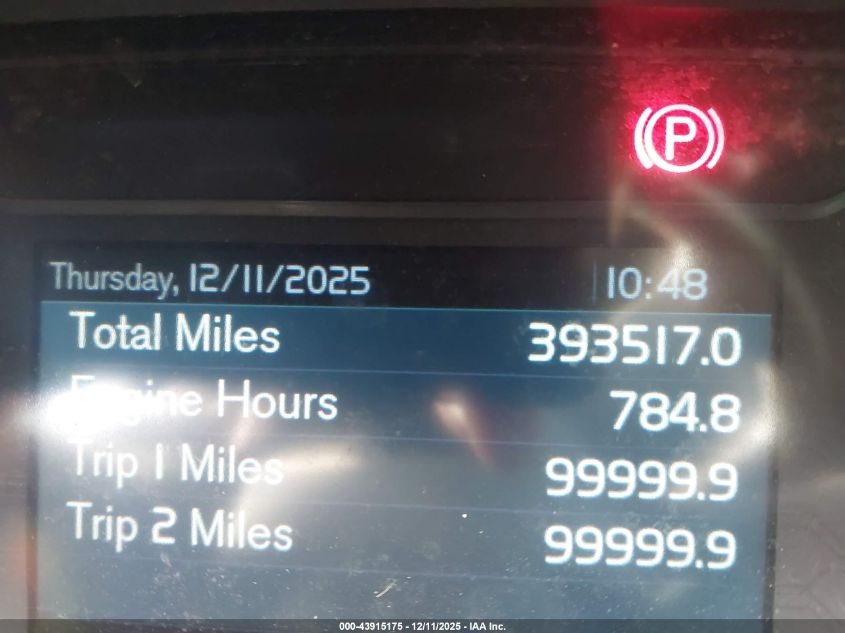 P
Thursday, 12/11/2025 10:48
Total Miles 393517.0
Engine Hours 784.8
Trip 1 Miles 99999.9
Trip 2 Miles 99999.9
000-43915175 - 12/11/2025 - IAA Inc.